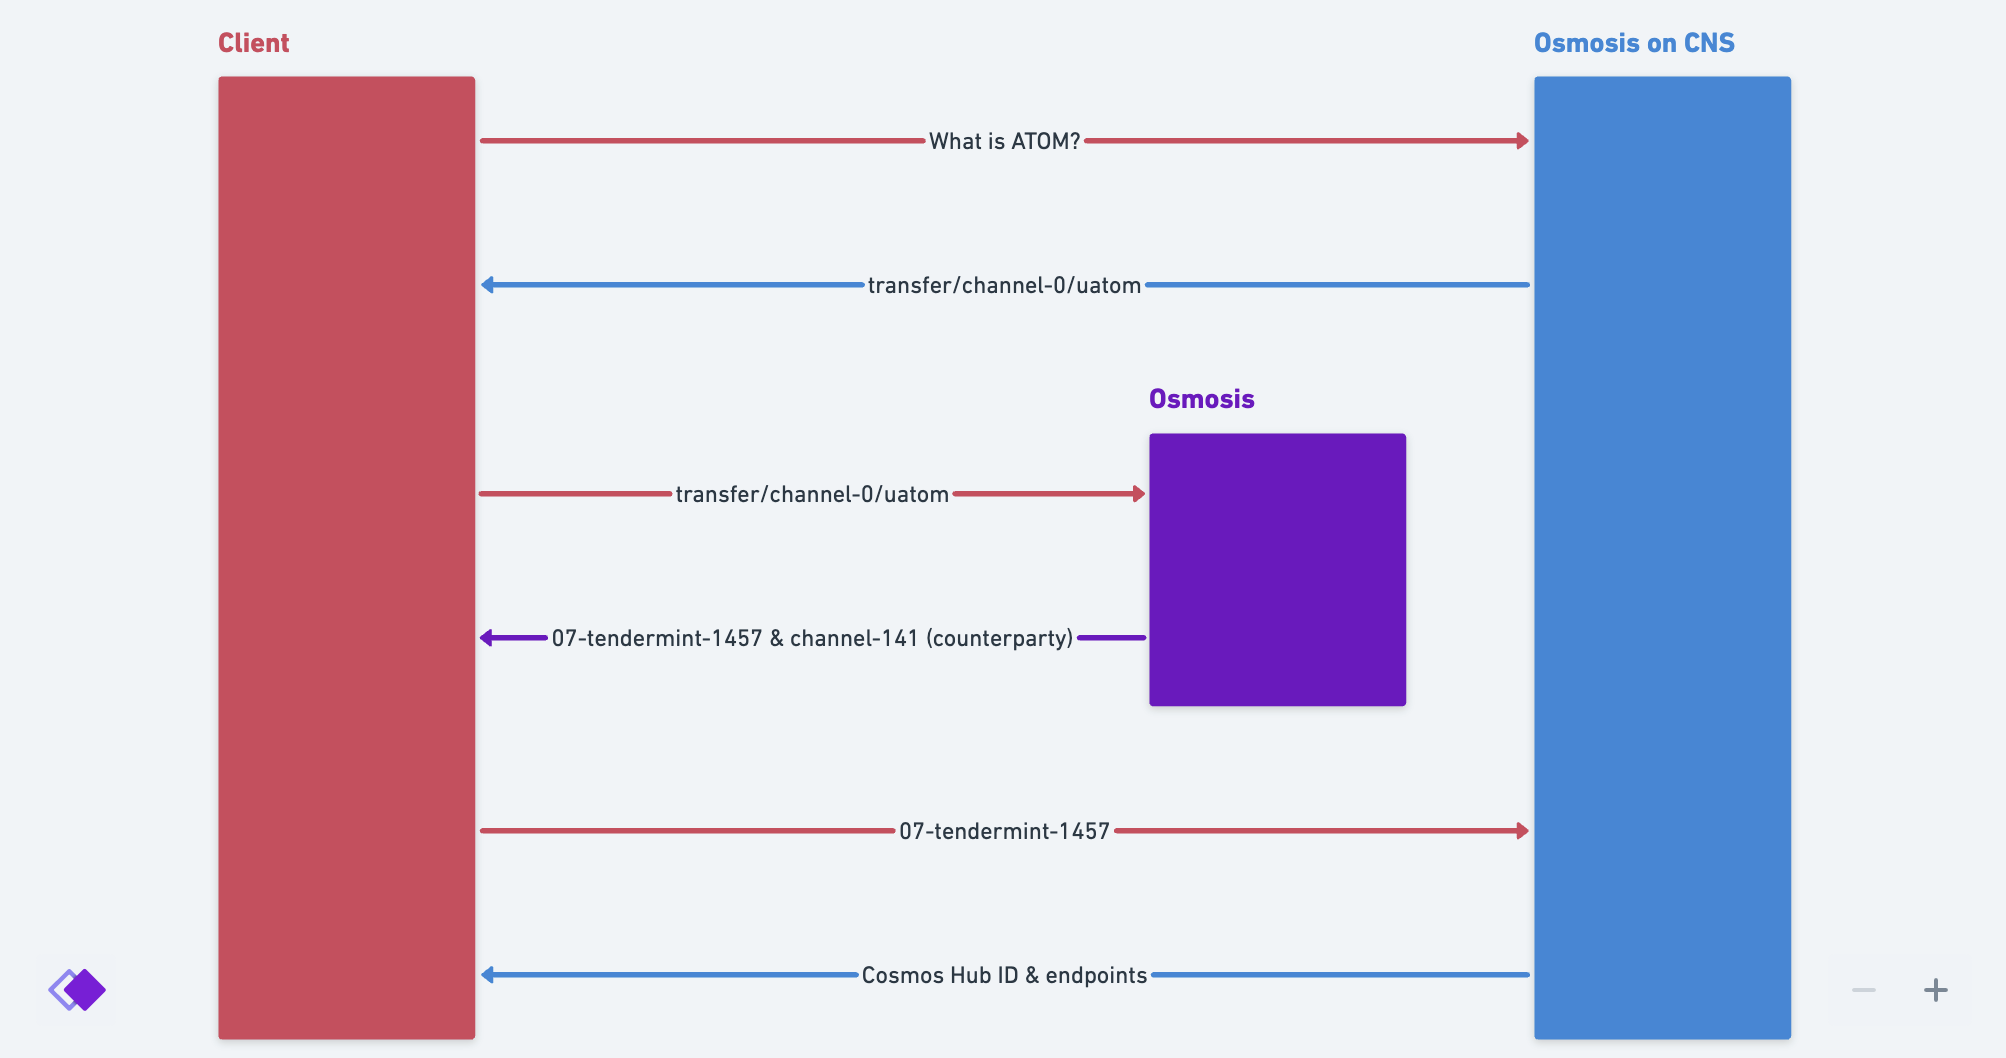 Client
Osmosis on CNS
What is ATOM?
transfer/channel-0/uatom
Osmosis
transfer/channel-0/uatom
07-tendermint-1457 & channel-141 (counterparty)
07-tendermint-1457
Cosmos Hub ID & endpoints